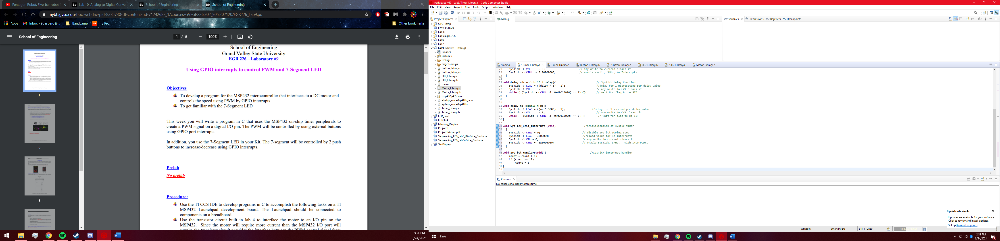 Pentagon Robot, Five-bar robot
Lab 10: Analog to Digital Conver
School of Engineering
School of Engineering
mybb.gvsu.edu/bbcswebdav/pid-8385730-dt-content-rid-71242688_1/courses/GVEGR226.902_905.202120/EGR226_Lab_9.pdf
Apps
Inbox - 9gasbarg@...
Bandcamp
Try Pro
Other bookmarks
School of Engineering
1 / 5
100%
1
2
3
School of Engineering
Grand Valley State University
EGR 226 – Laboratory #9
Using GPIO interrupts to control PWM and 7-Segment LED
Objectives
To develop a program for the MSP432 microcontroller that interfaces to a DC motor and
controls the speed using PWM by GPIO interrupts
To get familiar with the 7-Segment LED
This week you will write a program in C that uses the MSP432 on-chip timer peripherals to
create a PWM signal on a digital I/O pin. The PWM will be controlled by using external buttons
using GPIO port interrupts
In addition, you use the 7-Segment LED in your Kit. The 7-segment will be controlled by 2 push
buttons to increase/decrease using GPIO interrupts.
Prelab
No prelab
Procedure:
Use the TI CCS IDE to develop programs in C to accomplish the following tasks on a TI
MSP432 Launchpad development board. The Launchpad should be connected to
components on a breadboard.
Use the transistor circuit built in lab 4 to interface the motor to an I/O pin on the
MSP432. Since the motor will require more current than the MSP432 I/O port will
2:31 PM
3/24/2021
workspace_v10 - Lab9/Timer_Library.c - Code Composer Studio
File Edit View Project Run Tools Scripts Window Help
Project Explorer
CPU_Temp
HW2_EGR226
Lab 8
Lab5SeqLEDGG
Lab6
Lab7
Lab9 [Active - Debug]
Binaries
Includes
Debug
targetConfigs
Button_Library.c
Button_Library.h
LED_Library.c
LED_Library.h
main.c
Motor_Library.c
Motor_Library.h
msp432p401r.cmd
startup_msp432p401r_ccs.c
system_msp432p401r.c
Timer_Library.c
Timer_Library.h
LCD_Test
LEDBlink
Memory_Display
Project1
Project1-Attempt2
Sequencing_LED_Lab3_P2-Gabe_Gasbarre
Sequencing_LED_Lab3-Gabe_Gasbarre
TextDispay
Debug
(x)= Variables Expressions Registers Breakpoints
*main.c *Timer_Library.c Timer_Library.h Button_Library.h *Button_Library.c LED_Library.h *LED_Library.c Motor_Library.c
21 SysTick -> VAL = 0; // any write to current clears it
22 SysTick -> CTRL = 0x00000005; // enable systic, 3MHz, No Interrupts
23 }
24
25 void delay_micro (uint16_t delay){ // Systick delay function
26 SysTick -> LOAD = ((delay * 3) - 1); //delay for 1 microsecond per delay value
27 SysTick -> VAL = 0; // any write to CVR clears it
28 while ( (SysTick -> CTRL & 0x00010000) == 0) {} // wait for flag to be SET
29 }
30
31
32 void delay_ms (uint16_t ms){
33 SysTick -> LOAD = ((ms * 3000) - 1); //delay for 1 msecond per delay value
34 SysTick -> VAL = 0; // any write to CVR clears it
35 while ( (SysTick -> CTRL & 0x00010000) == 0) {} // wait for flag to be SET
36 }
37
38 void SysTick_Init_interrupt (void) //initialization of systic timer
39 {
40 SysTick -> CTRL = 0; // disable SysTick During step
41 SysTick -> LOAD = 3000000; //reload value for 1s interrupts
42 SysTick -> VAL = 0; // any write to current clears it
43 SysTick -> CTRL = 0x00000007; // enable SysTick, 3MHz, with Interrupts
44 }
45
46 void SysTick_Handler(void) { //SysTick interrupt handler
47 count = count + 1;
48 if (count == 10)
49 count = 0;
50 }
51
Console
No consoles to display at this time.
Updates Available
Updates are available for your software.
Click to review and install updates.
Set up Reminder options
Writable
Smart Insert
51 : 1 : 2065
Links
2:31 PM
3/24/2021